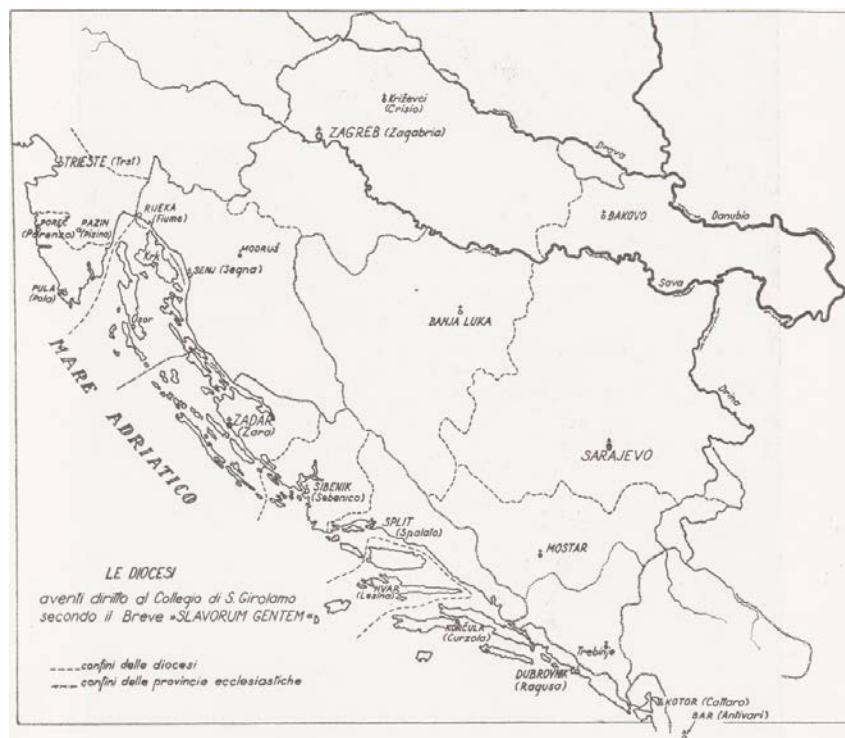 Križevci
(Crisio)
ZAGREB (Zagabria)
Drava
TRIESTE (Trst)
RIJEKA
(Fiume)
ĐAKOVO
Danubio
POREČ
(Parenzo)
PAZIN
(Pisino)
MODRUŠ
Krk
SENJ (Segna)
Sava
PULA
(Pola)
BANJA LUKA
Osor
Drina
MARE ADRIATICO
ZADAR
(Zara)
SARAJEVO
ŠIBENIK
(Sebenico)
SPLIT
(Spalato)
MOSTAR
LE DIOCESI
aventi diritto al Collegio di S. Girolamo
secondo il Breve »SLAVORUM GENTEM«
HVAR
(Lesina)
KORČULA
(Curzola)
Trebinje
confini delle diocesi
confini delle provincie ecclesiastiche
DUBROVNIK
(Ragusa)
KOTOR (Cattaro)
BAR (Antivari)